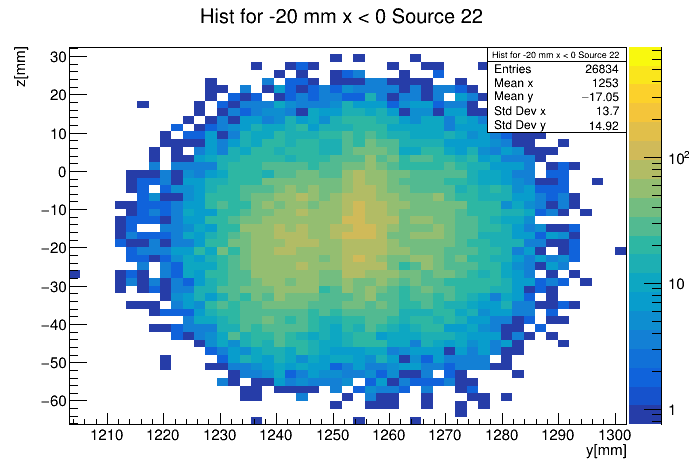 Hist for -20 mm x < 0 Source 22
z[mm]
Hist for -20 mm x < 0 Source 22
Entries 26834
Mean x 1253
Mean y −17.05
Std Dev x 13.7
Std Dev y 14.92
30
20
10
0
−10
−20
−30
−40
−50
−60
10²
10
1
1210 1220 1230 1240 1250 1260 1270 1280 1290 1300
y[mm]